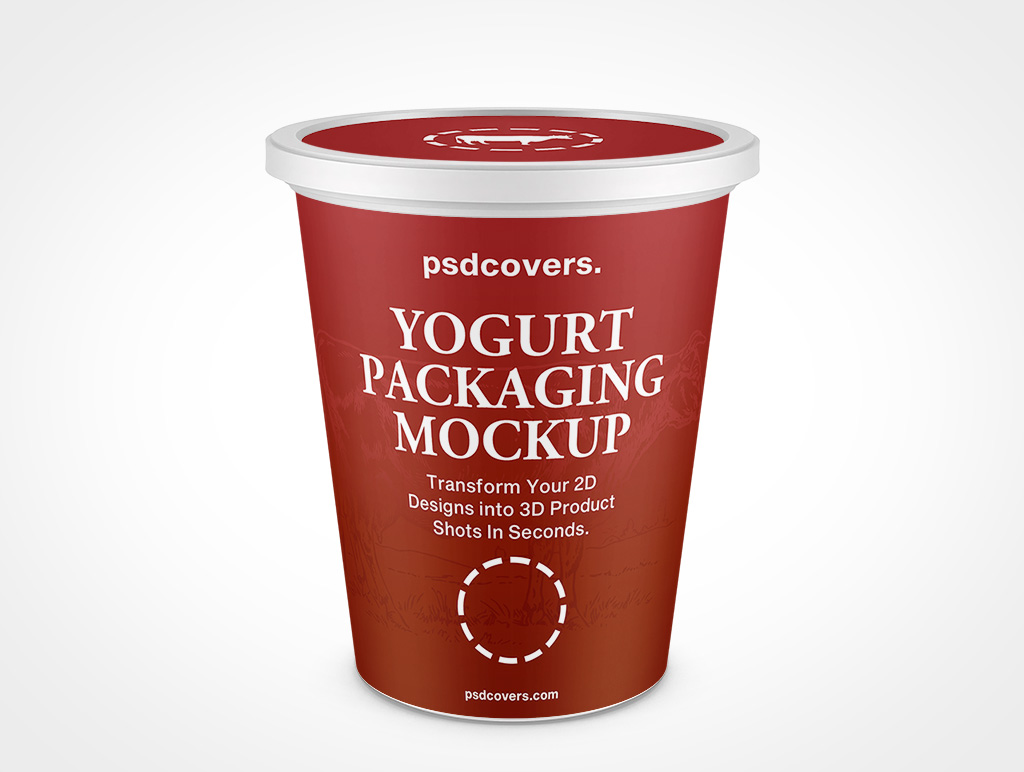 psdcovers.
YOGURT
PACKAGING
MOCKUP
Transform Your 2D
Designs into 3D Product
Shots In Seconds.
psdcovers.com